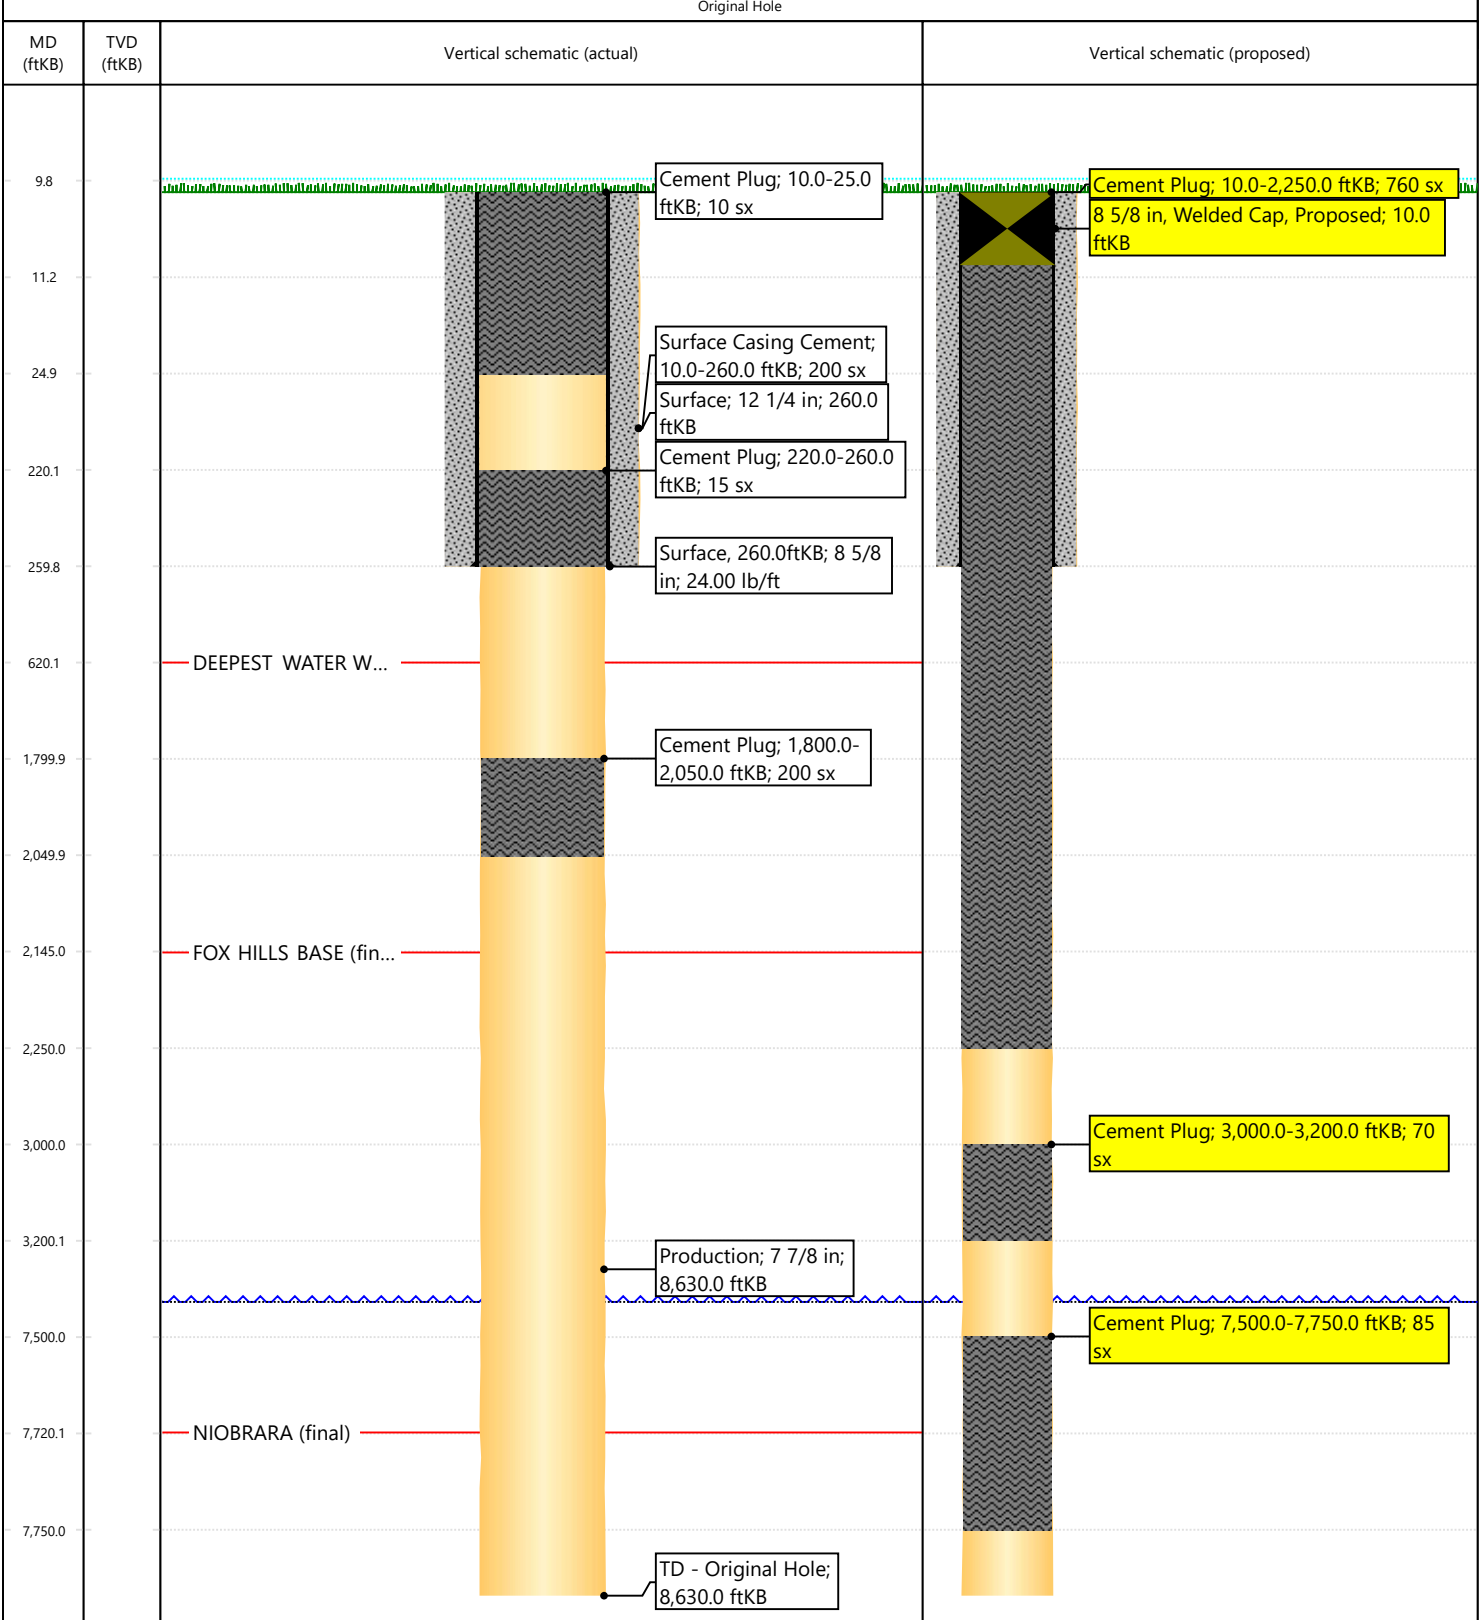 Original Hole
MD
(ftKB)
TVD
(ftKB)
Vertical schematic (actual)
Vertical schematic (proposed)
9.8
11.2
24.9
220.1
259.8
620.1
1,799.9
2,049.9
2,145.0
2,250.0
3,000.0
3,200.1
7,500.0
7,720.1
7,750.0
DEEPEST WATER W...
FOX HILLS BASE (fin...
NIOBRARA (final)
Cement Plug; 10.0-25.0
ftKB; 10 sx
Surface Casing Cement;
10.0-260.0 ftKB; 200 sx
Surface; 12 1/4 in; 260.0
ftKB
Cement Plug; 220.0-260.0
ftKB; 15 sx
Surface, 260.0ftKB; 8 5/8
in; 24.00 lb/ft
Cement Plug; 1,800.0-
2,050.0 ftKB; 200 sx
Production; 7 7/8 in;
8,630.0 ftKB
TD - Original Hole;
8,630.0 ftKB
Cement Plug; 10.0-2,250.0 ftKB; 760 sx
8 5/8 in, Welded Cap, Proposed; 10.0
ftKB
Cement Plug; 3,000.0-3,200.0 ftKB; 70
sx
Cement Plug; 7,500.0-7,750.0 ftKB; 85
sx